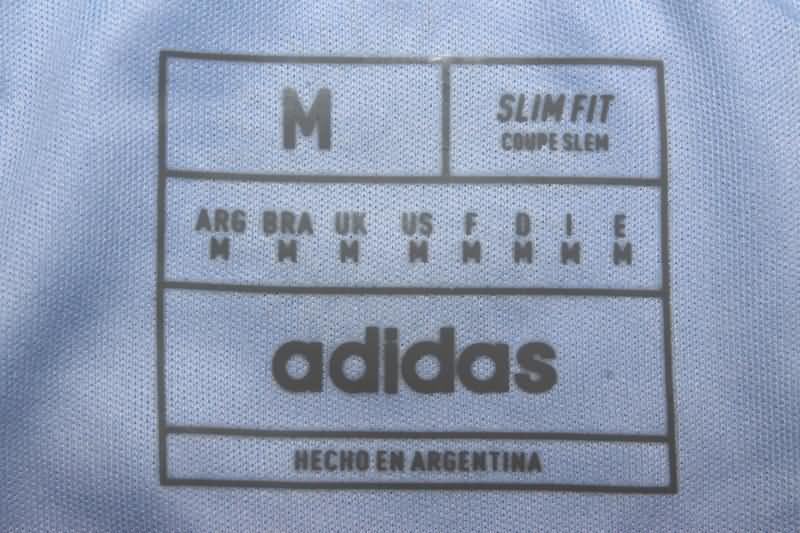 M
SLIM FIT
COUPE SLEM
ARG BRA UK US F D I E
M M M M M M M M
adidas
HECHO EN ARGENTINA